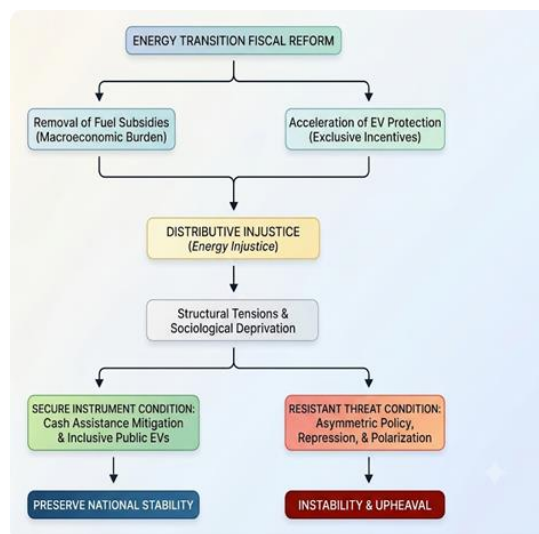 ENERGY TRANSITION FISCAL REFORM
Removal of Fuel Subsidies
(Macroeconomic Burden)
Acceleration of EV Protection
(Exclusive Incentives)
DISTRIBUTIVE INJUSTICE
(Energy Injustice)
Structural Tensions &
Sociological Deprivation
SECURE INSTRUMENT CONDITION:
Cash Assistance Mitigation
& Inclusive Public EVs
RESISTANT THREAT CONDITION:
Asymmetric Policy,
Repression, & Polarization
PRESERVE NATIONAL STABILITY
INSTABILITY & UPHEAVAL